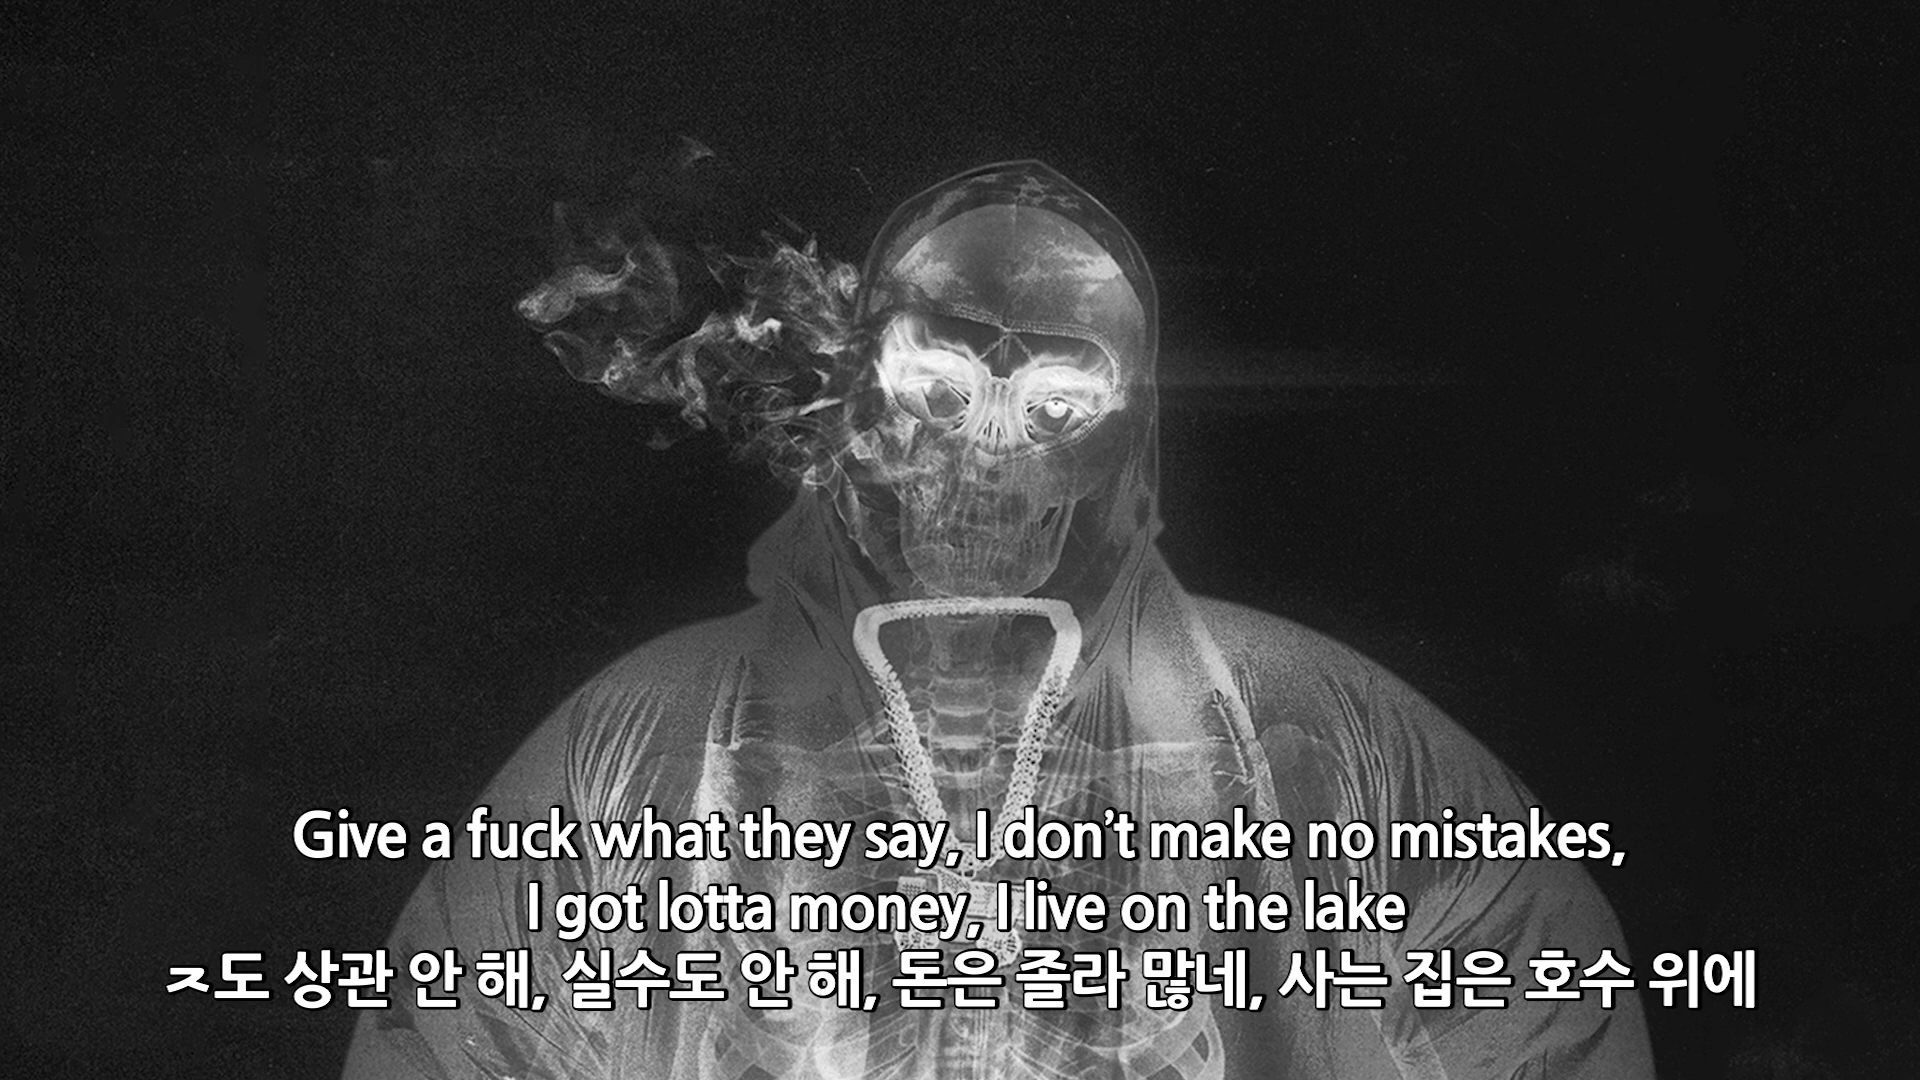 Give a fuck what they say, I don’t make no mistakes,
I got lotta money, I live on the lake
ㅈ도 상관 안 해, 실수도 안 해, 돈은 졸라 많네, 사는 집은 호수 위에